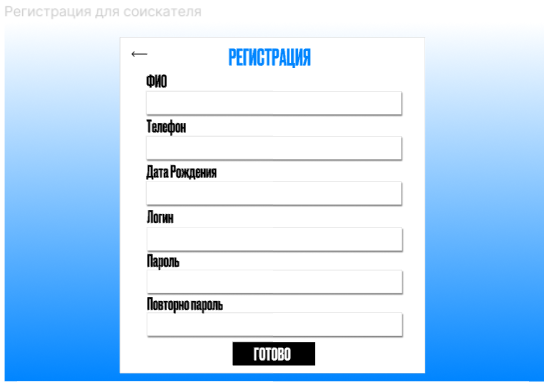 Регистрация для соискателя
РЕГИСТРАЦИЯ
ФИО
Телефон
Дата Рождения
Логин
Пароль
Повторно пароль
ГОТОВО